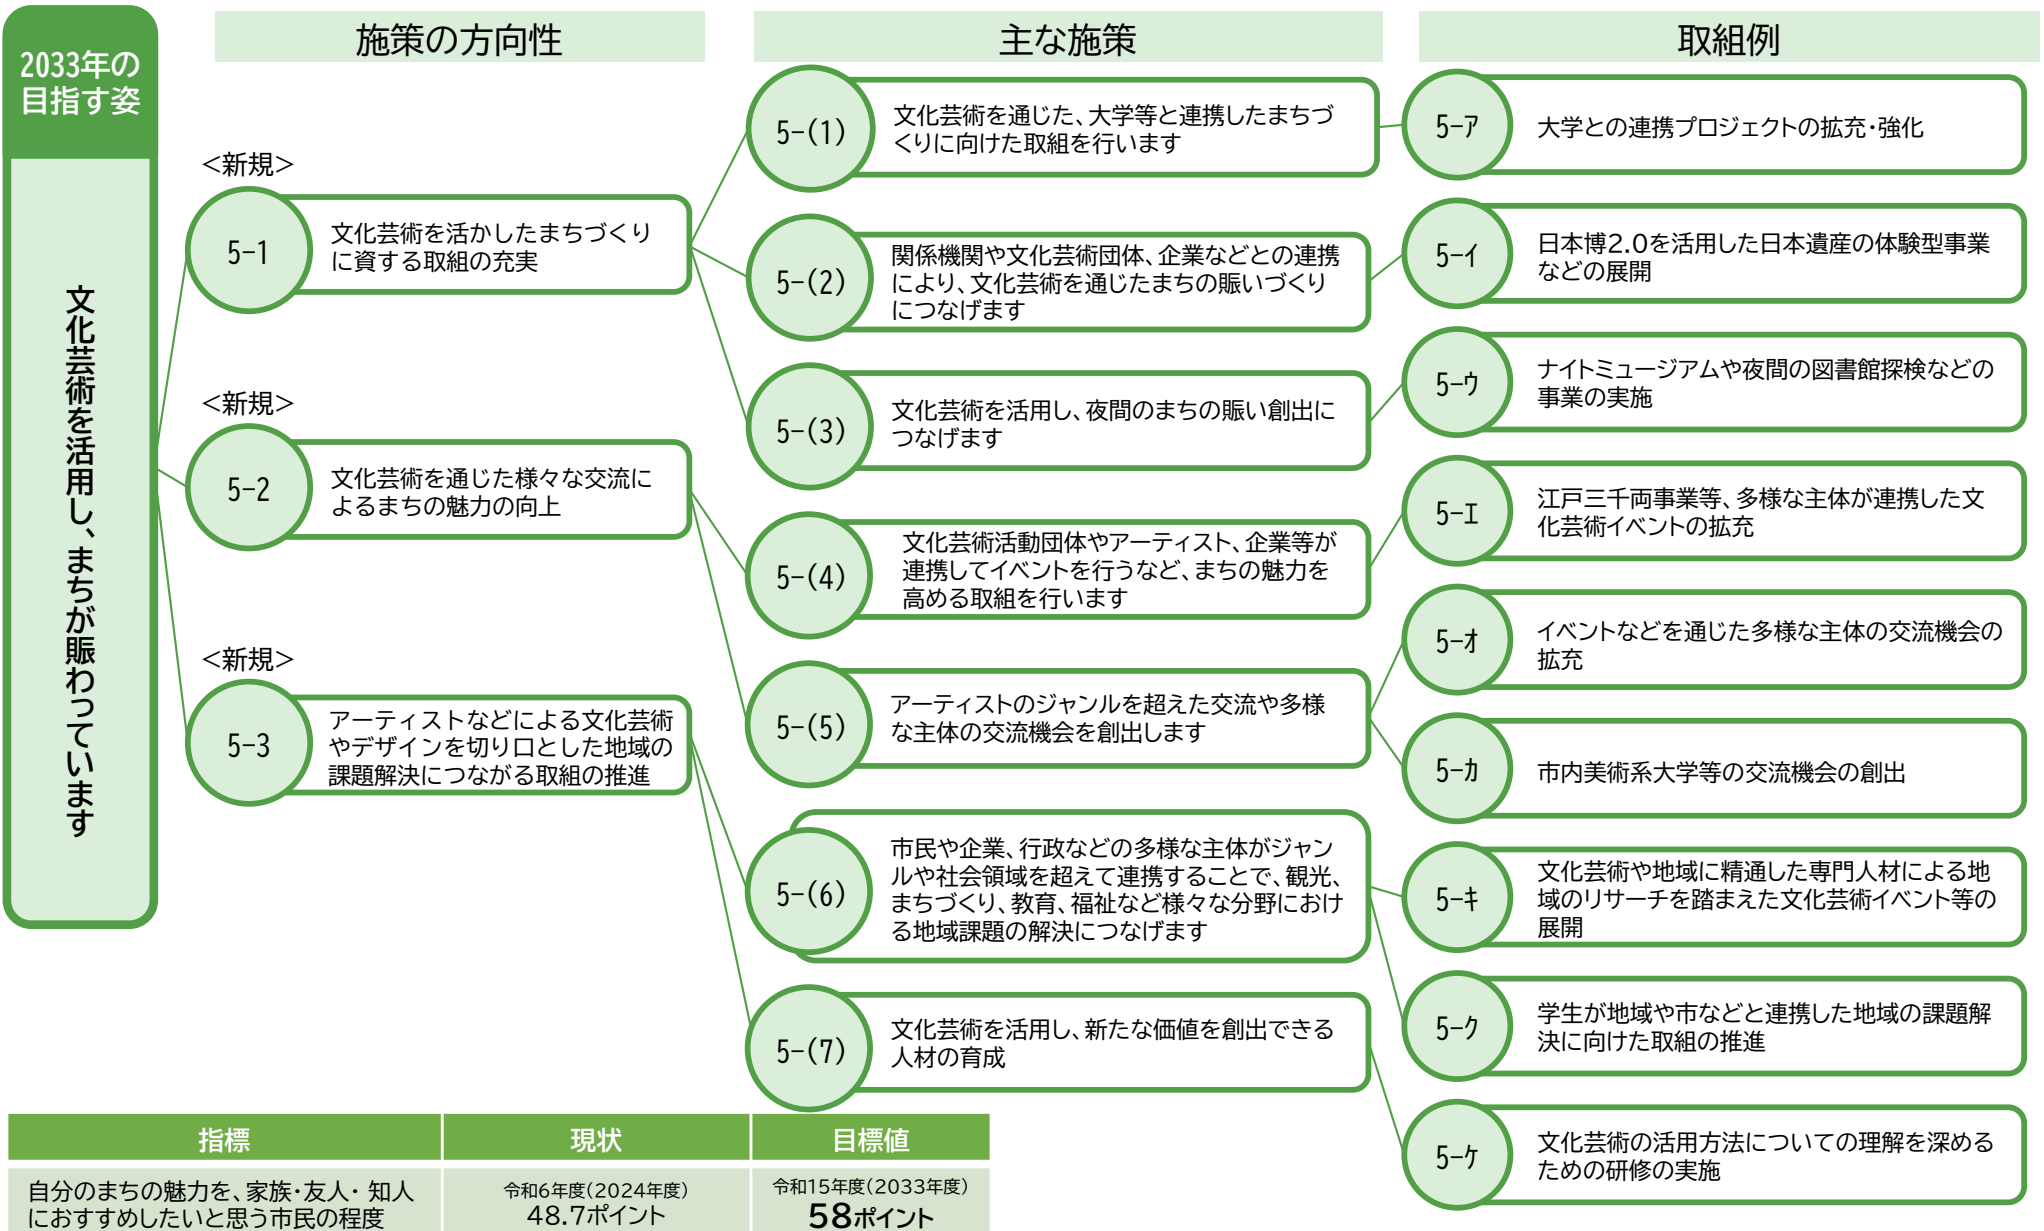 2033年の
目指す姿
文化芸術を活用し、まちが賑わっています
施策の方向性
主な施策
取組例
<新規>
5-1
文化芸術を活かしたまちづくり
に資する取組の充実
<新規>
5-2
文化芸術を通じた様々な交流に
よるまちの魅力の向上
<新規>
5-3
アーティストなどによる文化芸術
やデザインを切り口とした地域の
課題解決につながる取組の推進
5-(1)
文化芸術を通じた、大学等と連携したまちづ
くりに向けた取組を行います
5-(2)
関係機関や文化芸術団体、企業などとの連携
により、文化芸術を通じたまちの賑いづくり
につなげます
5-(3)
文化芸術を活用し、夜間のまちの賑い創出に
つなげます
5-(4)
文化芸術活動団体やアーティスト、企業等が
連携してイベントを行うなど、まちの魅力を
高める取組を行います
5-(5)
アーティストのジャンルを超えた交流や多様
な主体の交流機会を創出します
5-(6)
市民や企業、行政などの多様な主体がジャン
ルや社会領域を超えて連携することで、観光、
まちづくり、教育、福祉など様々な分野におけ
る地域課題の解決につなげます
5-(7)
文化芸術を活用し、新たな価値を創出できる
人材の育成
5-ｱ
大学との連携プロジェクトの拡充・強化
5-ｲ
日本博2.0を活用した日本遺産の体験型事業
などの展開
5-ｳ
ナイトミュージアムや夜間の図書館探検などの
事業の実施
5-ｴ
江戸三千両事業等、多様な主体が連携した文
化芸術イベントの拡充
5-ｵ
イベントなどを通じた多様な主体の交流機会の
拡充
5-ｶ
市内美術系大学等の交流機会の創出
5-ｷ
文化芸術や地域に精通した専門人材による地
域のリサーチを踏まえた文化芸術イベント等の
展開
5-ｸ
学生が地域や市などと連携した地域の課題解
決に向けた取組の推進
5-ｹ
文化芸術の活用方法についての理解を深める
ための研修の実施
指標
現状
目標値
自分のまちの魅力を、家族・友人・ 知人
におすすめしたいと思う市民の程度
令和6年度(2024年度)
48.7ポイント
令和15年度(2033年度)
58ポイント